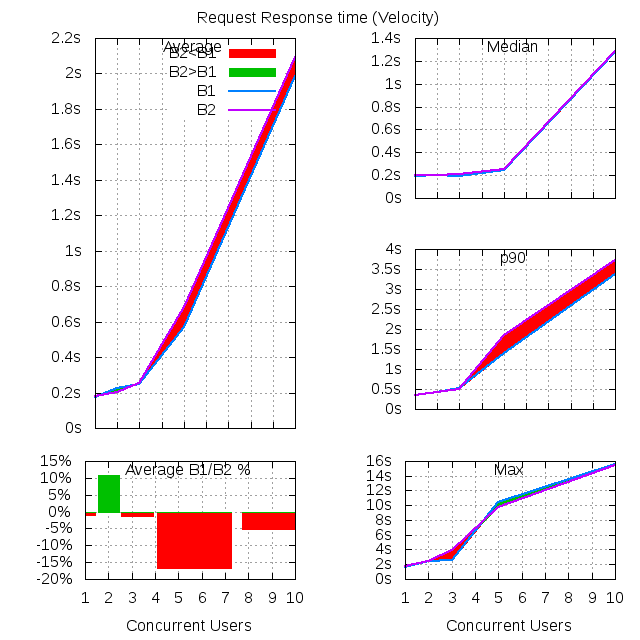 Request Response time (Velocity)
Average
B2<B1
B2>B1
B1
B2
2.2s
2s
1.8s
1.6s
1.4s
1.2s
1s
0.8s
0.6s
0.4s
0.2s
0s
Median
1.4s
1.2s
1s
0.8s
0.6s
0.4s
0.2s
0s
p90
4s
3.5s
3s
2.5s
2s
1.5s
1s
0.5s
0s
Average B1/B2 %
15%
10%
5%
0%
-5%
-10%
-15%
-20%
1 2 3 4 5 6 7 8 9 10
Concurrent Users
Max
16s
14s
12s
10s
8s
6s
4s
2s
0s
1 2 3 4 5 6 7 8 9 10
Concurrent Users